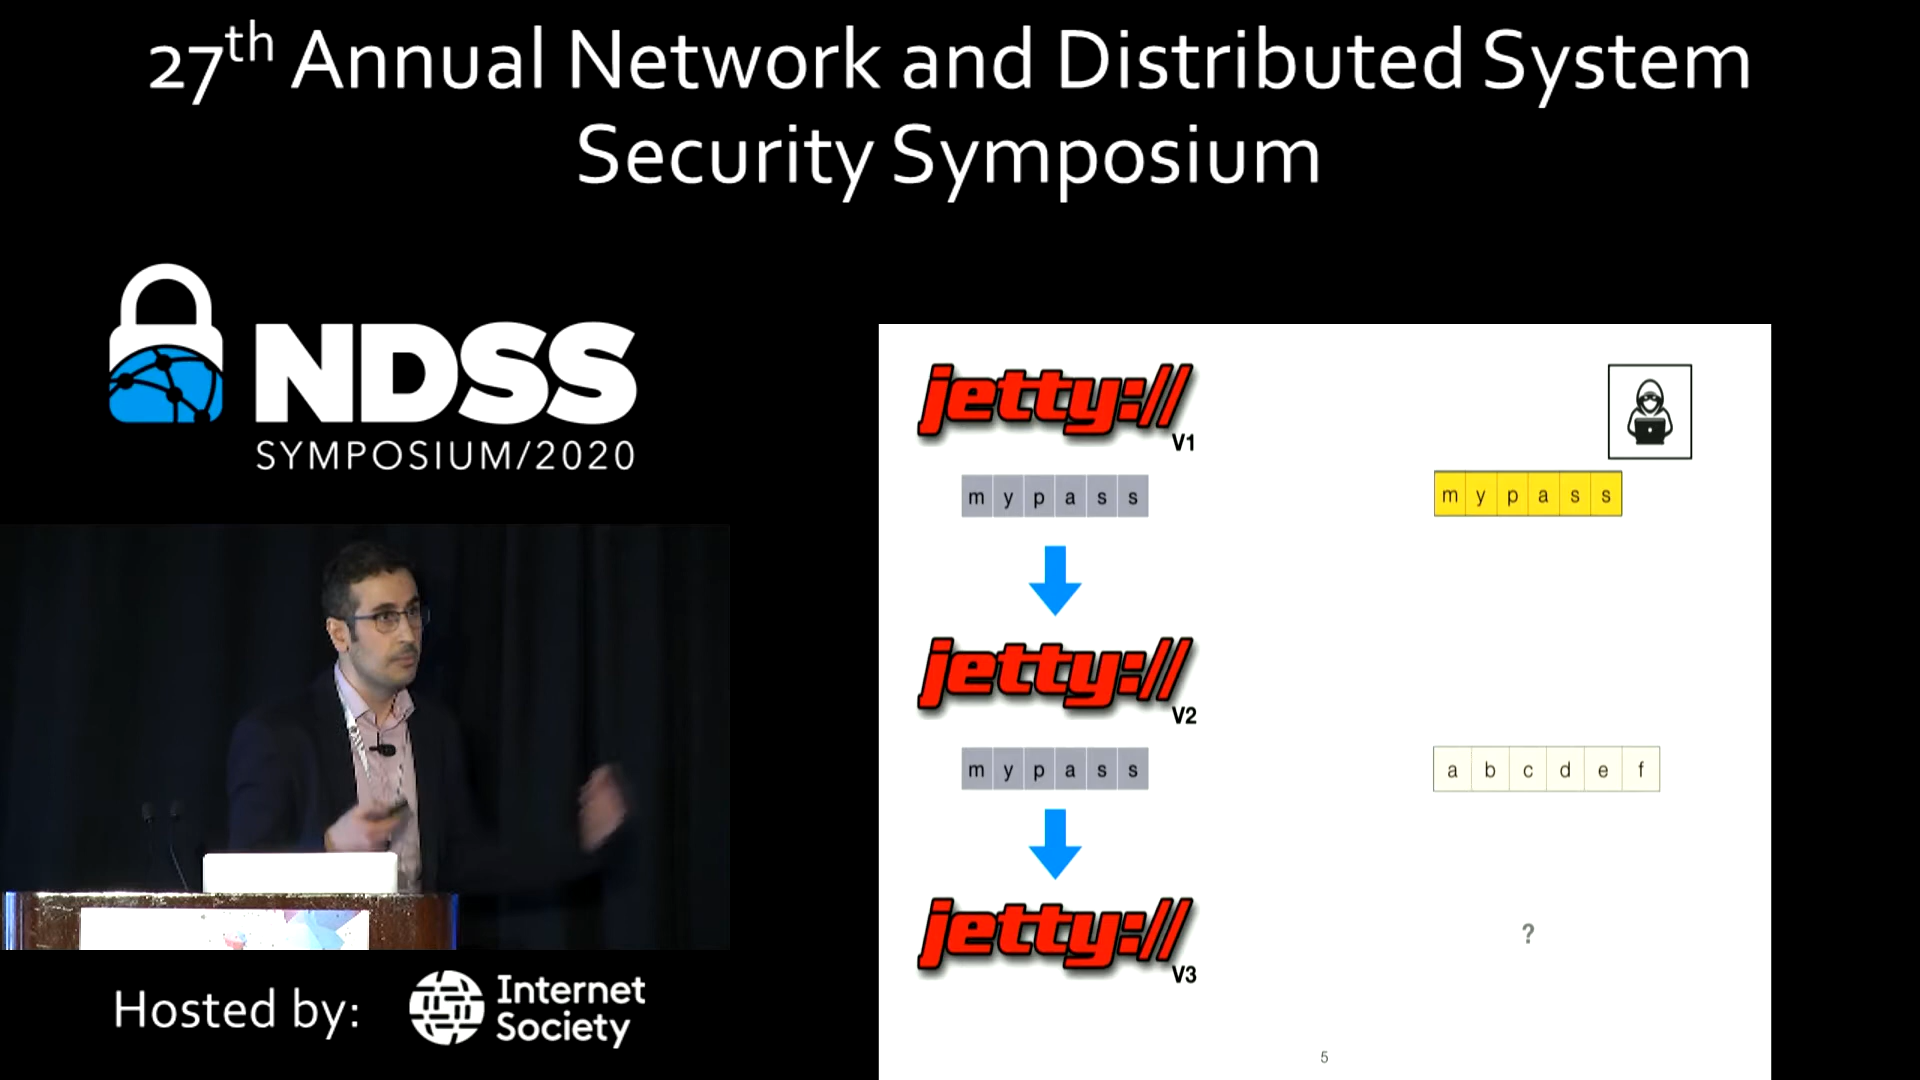 27th Annual Network and Distributed System
Security Symposium
NDSS
SYMPOSIUM/2020
jetty://
V1
m y p a s s
m y p a s s
jetty://
V2
m y p a s s
a b c d e f
jetty://
V3
?
5
Hosted by:
Internet
Society